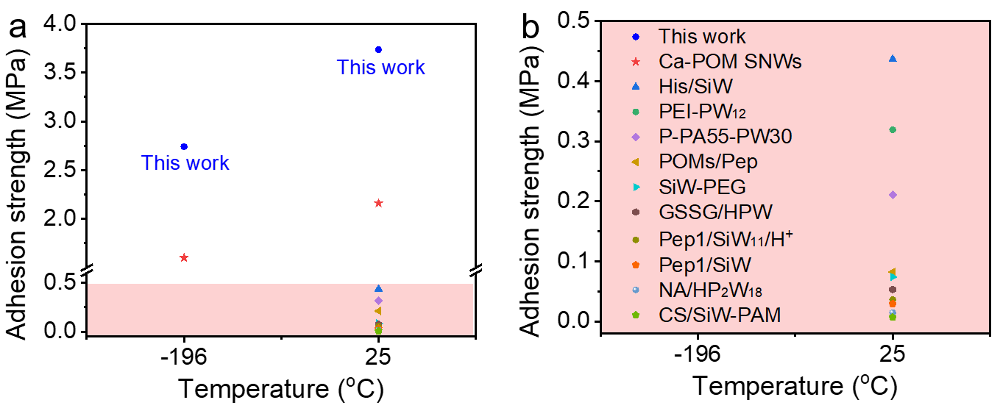 a
Adhesion strength (MPa)
4.0
3.5
3.0
2.5
2.0
0.5
0.0
This work
This work
-196
25
Temperature (°C)
b
Adhesion strength (MPa)
0.5
0.4
0.3
0.2
0.1
0.0
This work
Ca-POM SNWs
His/SiW
PEI-PW₁₂
P-PA55-PW30
POMs/Pep
SiW-PEG
GSSG/HPW
Pep1/SiW₁₁/H⁺
Pep1/SiW
NA/HP₂W₁₈
CS/SiW-PAM
-196
25
Temperature (°C)